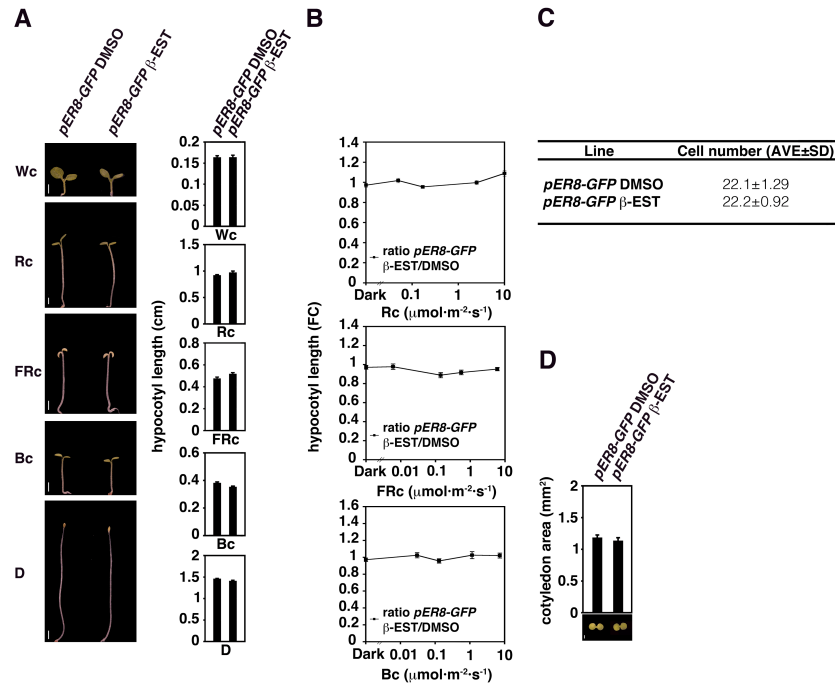 A
pER8-GFP DMSO
pER8-GFP β-EST
Wc
Rc
FRc
Bc
D
pER8-GFP DMSO
pER8-GFP β-EST
hypocotyl length (cm)
0.2
0.15
0.1
0.05
0
Wc
1.5
1
0.5
0
Rc
0.8
0.6
0.4
0.2
0
FRc
0.6
0.4
0.2
0
Bc
2
1.5
1
0.5
0
D
B
hypocotyl length (FC)
1.4
1.2
1
0.8
0.6
0.4
0.2
0
ratio pER8-GFP
β-EST/DMSO
Dark 0.1 1 10
Rc (μmol·m-2·s-1)
1.4
1.2
1
0.8
0.6
0.4
0.2
0
ratio pER8-GFP
β-EST/DMSO
Dark 0.01 0.1 1 10
FRc (μmol·m-2·s-1)
1.6
1.4
1.2
1
0.8
0.6
0.4
0.2
0
ratio pER8-GFP
β-EST/DMSO
Dark 0.01 0.1 1 10
Bc (μmol·m-2·s-1)
C
Line Cell number (AVE±SD)
pER8-GFP DMSO 22.1±1.29
pER8-GFP β-EST 22.2±0.92
D
pER8-GFP DMSO
pER8-GFP β-EST
cotyledon area (mm2)
2
1.5
1
0.5
0